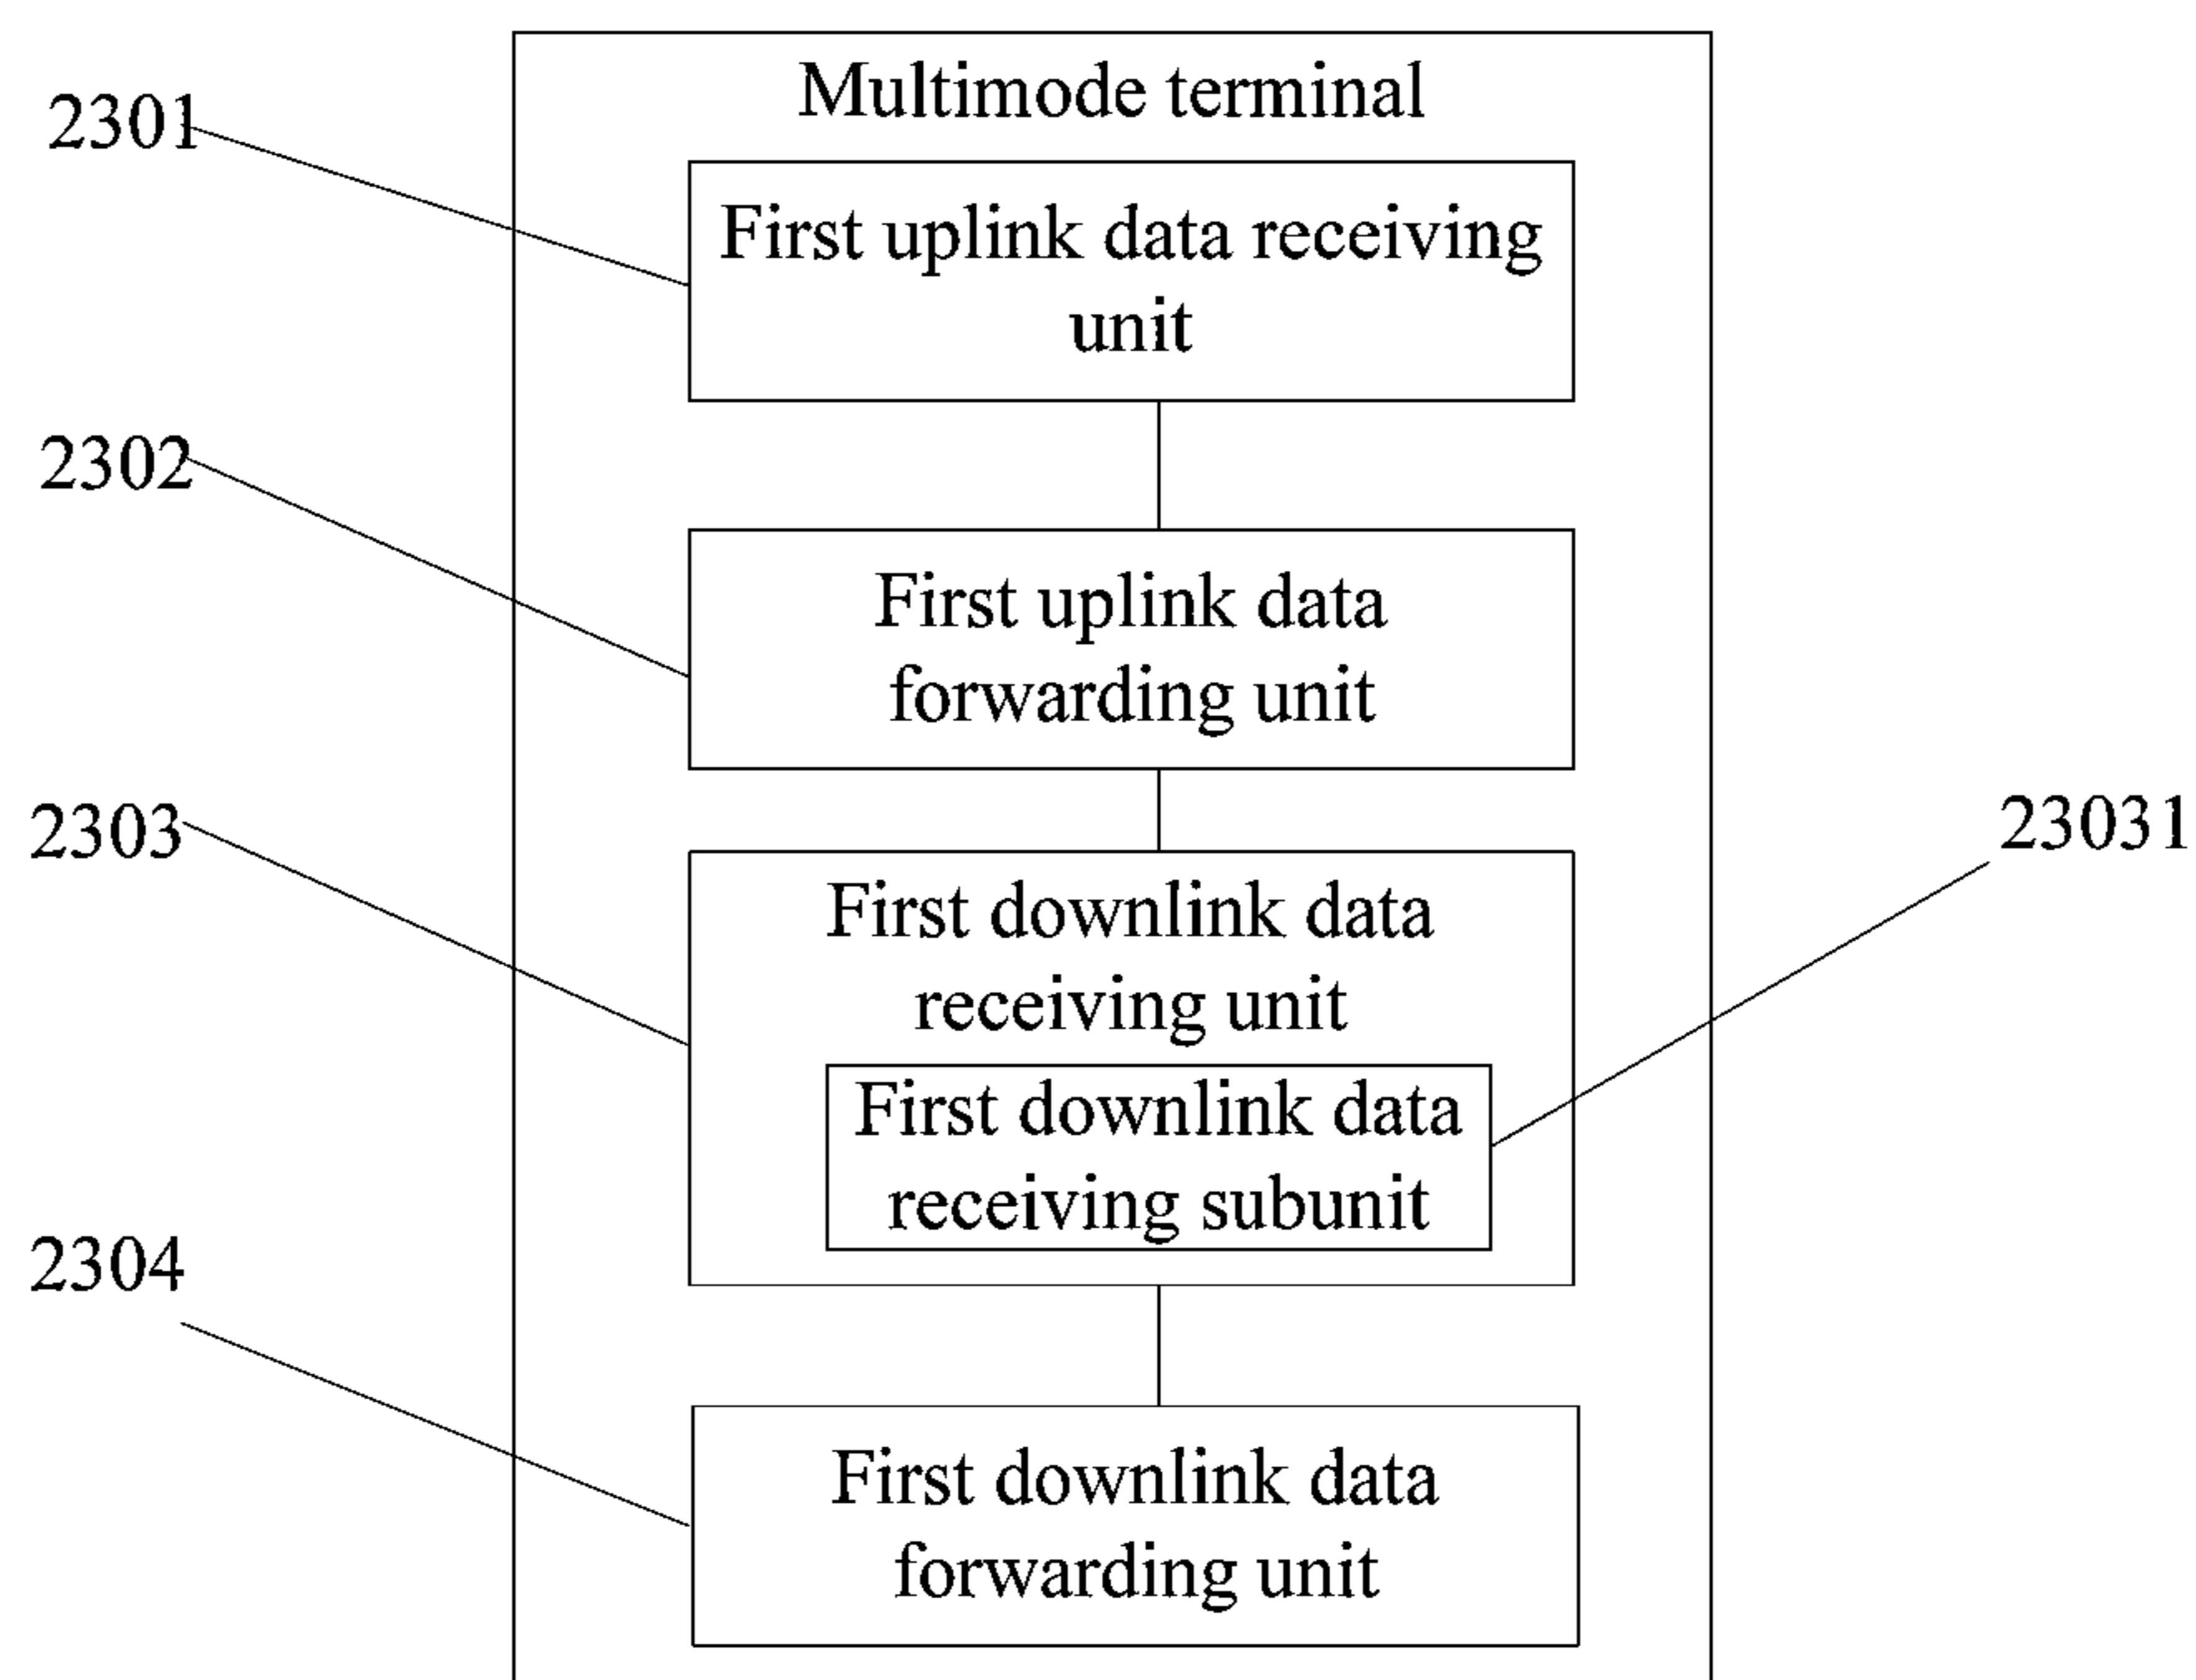 Multimode terminal
2301
First uplink data receiving
unit
2302
First uplink data
forwarding unit
2303
23031
First downlink data
receiving unit
First downlink data
receiving subunit
2304
First downlink data
forwarding unit